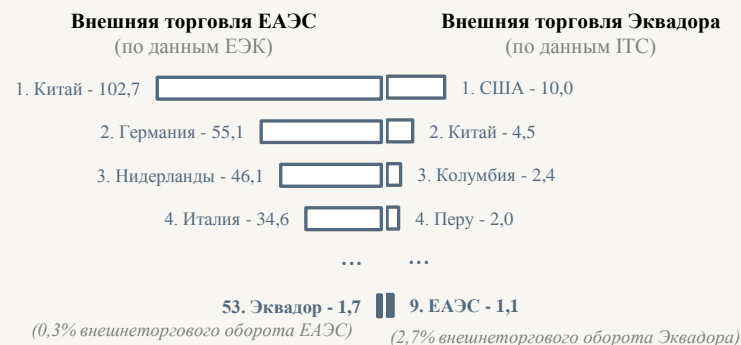 Внешняя торговля ЕАЭС
(по данным ЕЭК)
1. Китай - 102,7
2. Германия - 55,1
3. Нидерланды - 46,1
4. Италия - 34,6
...
53. Эквадор - 1,7
(0,3% внешнеторгового оборота ЕАЭС)
Внешняя торговля Эквадора
(по данным ITC)
1. США - 10,0
2. Китай - 4,5
3. Колумбия - 2,4
4. Перу - 2,0
...
9. ЕАЭС - 1,1
(2,7% внешнеторгового оборота Эквадора)